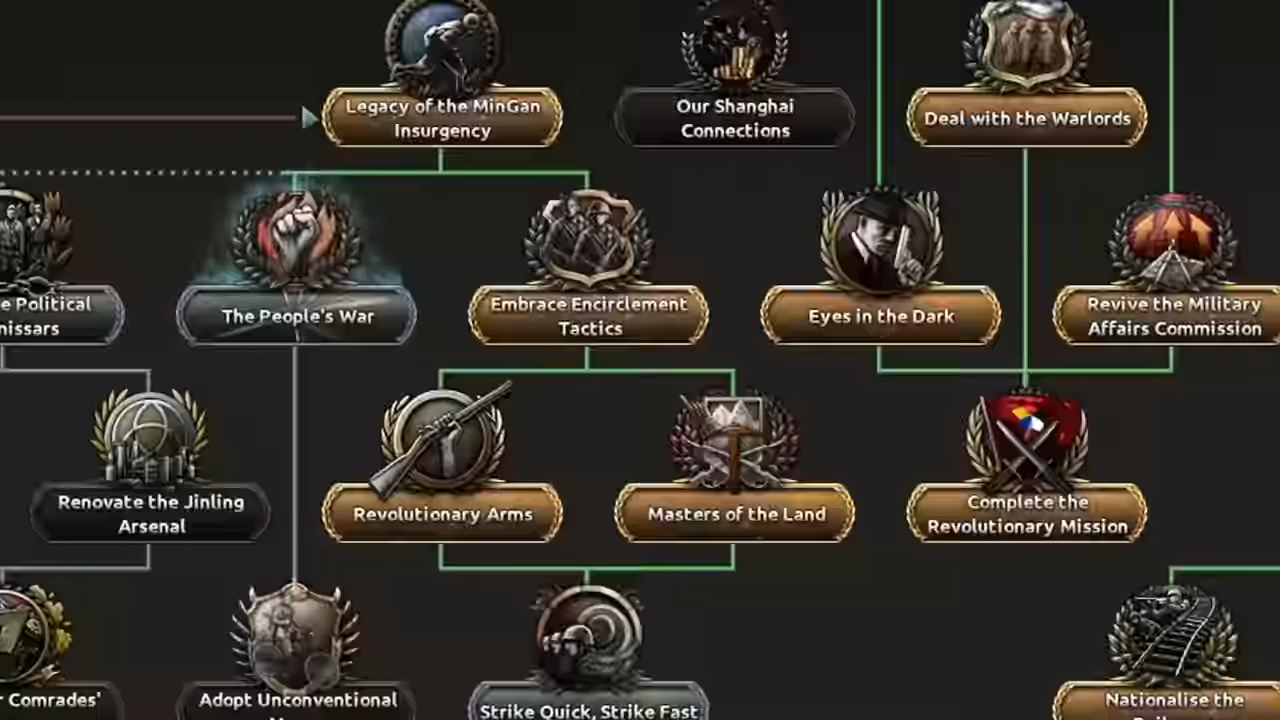 Legacy of the MinGan
Insurgency
Our Shanghai
Connections
Deal with the Warlords
e Political
nissars
The People's War
Embrace Encirclement
Tactics
Eyes in the Dark
Revive the Military
Affairs Commission
Renovate the Jinling
Arsenal
Revolutionary Arms
Masters of the Land
Complete the
Revolutionary Mission
r Comrades'
Adopt Unconventional
Strike Quick, Strike Fast
Nationalise the